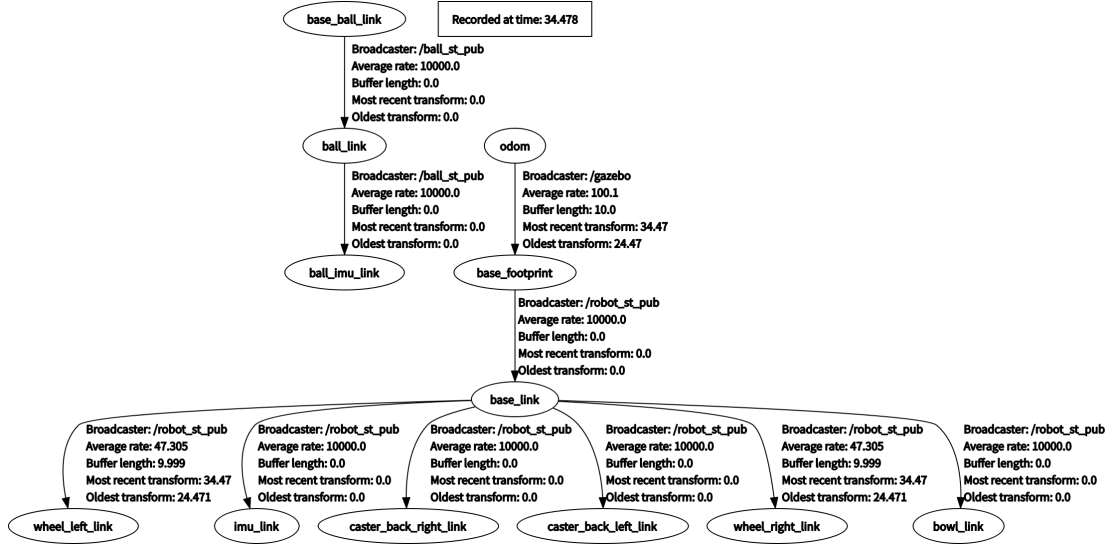 base_ball_link
Recorded at time: 34.478
Broadcaster: /ball_st_pub
Average rate: 10000.0
Buffer length: 0.0
Most recent transform: 0.0
Oldest transform: 0.0
ball_link
odom
Broadcaster: /ball_st_pub
Average rate: 10000.0
Buffer length: 0.0
Most recent transform: 0.0
Oldest transform: 0.0
Broadcaster: /gazebo
Average rate: 100.1
Buffer length: 10.0
Most recent transform: 34.47
Oldest transform: 24.47
ball_imu_link
base_footprint
Broadcaster: /robot_st_pub
Average rate: 10000.0
Buffer length: 0.0
Most recent transform: 0.0
Oldest transform: 0.0
base_link
Broadcaster: /robot_st_pub
Average rate: 47.305
Buffer length: 9.999
Most recent transform: 34.47
Oldest transform: 24.471
Broadcaster: /robot_st_pub
Average rate: 10000.0
Buffer length: 0.0
Most recent transform: 0.0
Oldest transform: 0.0
Broadcaster: /robot_st_pub
Average rate: 10000.0
Buffer length: 0.0
Most recent transform: 0.0
Oldest transform: 0.0
Broadcaster: /robot_st_pub
Average rate: 10000.0
Buffer length: 0.0
Most recent transform: 0.0
Oldest transform: 0.0
Broadcaster: /robot_st_pub
Average rate: 47.305
Buffer length: 9.999
Most recent transform: 34.47
Oldest transform: 24.471
Broadcaster: /robot_st_pub
Average rate: 10000.0
Buffer length: 0.0
Most recent transform: 0.0
Oldest transform: 0.0
wheel_left_link
imu_link
caster_back_right_link
caster_back_left_link
wheel_right_link
bowl_link